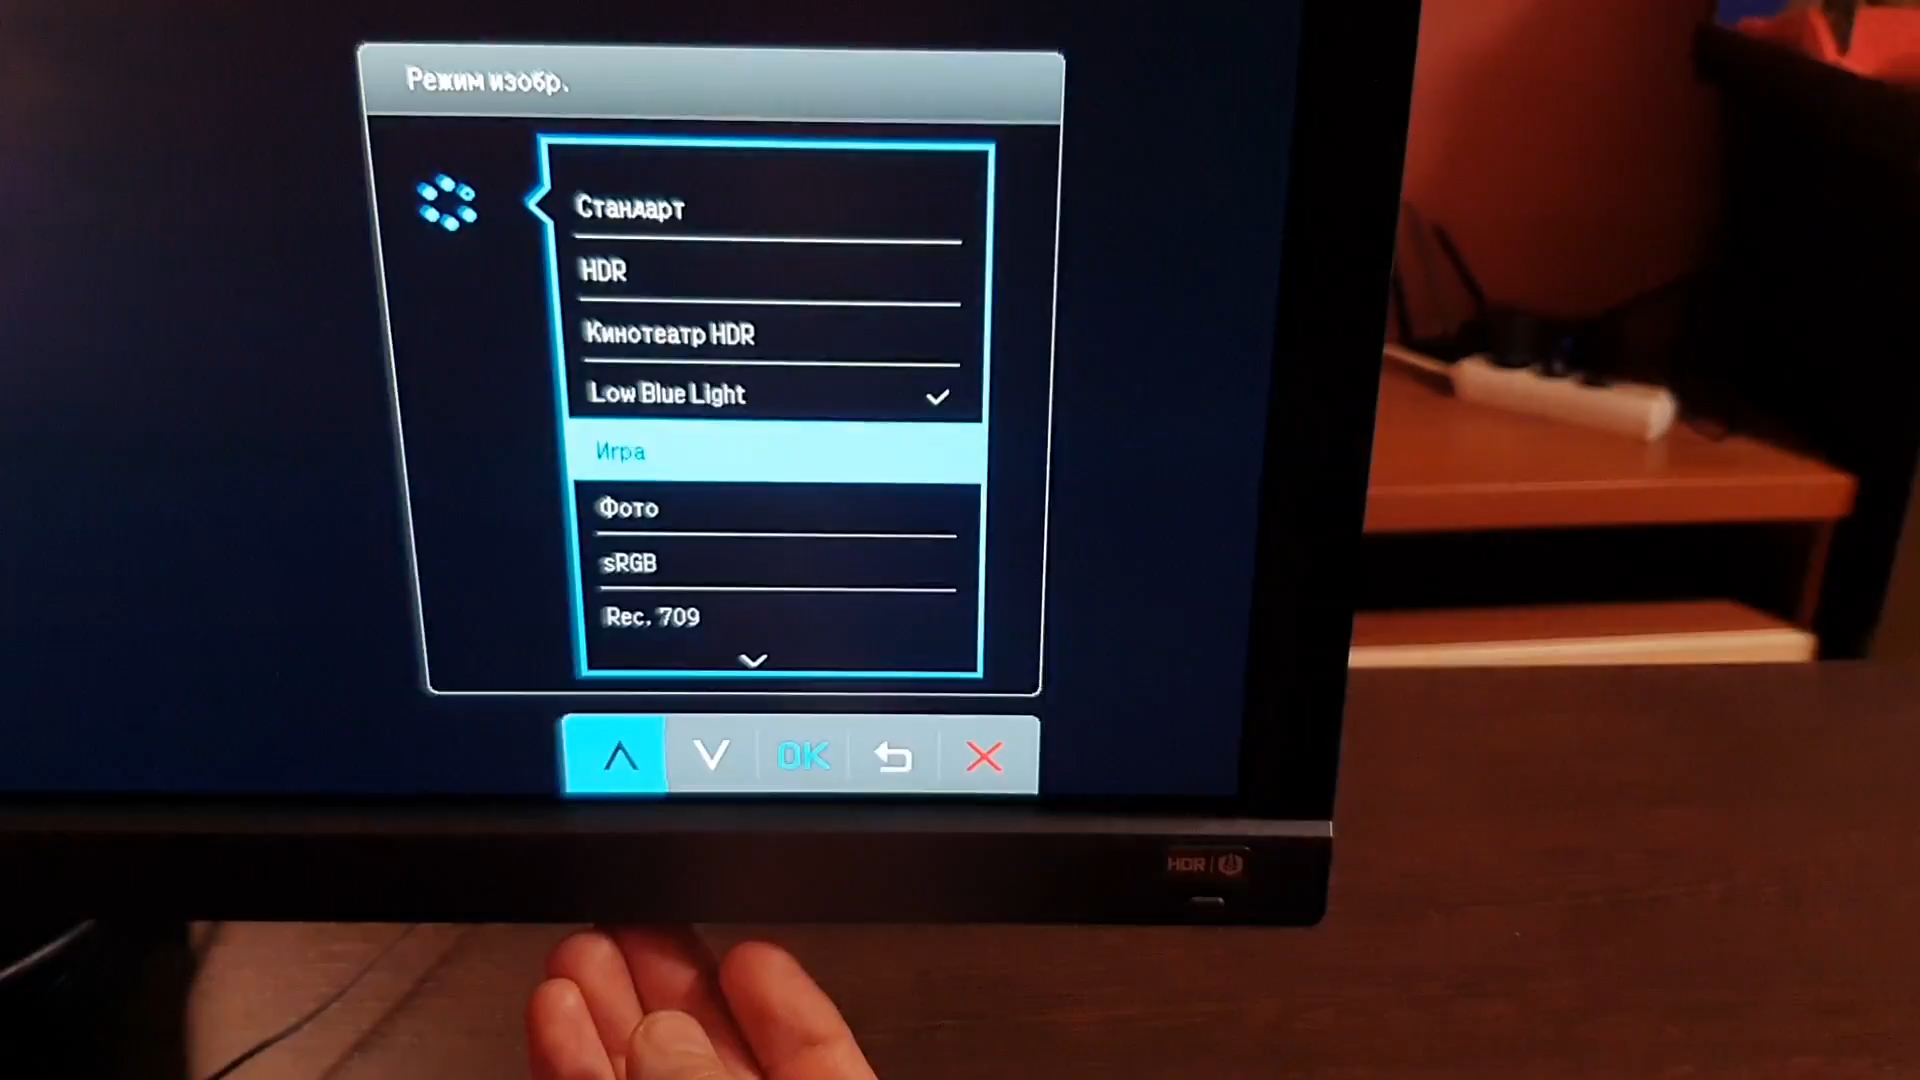 Режим изобр.
Стандарт
HDR
Кинотеатр HDR
Low Blue Light
Игра
Фото
sRGB
Rec. 709
OK
HDR